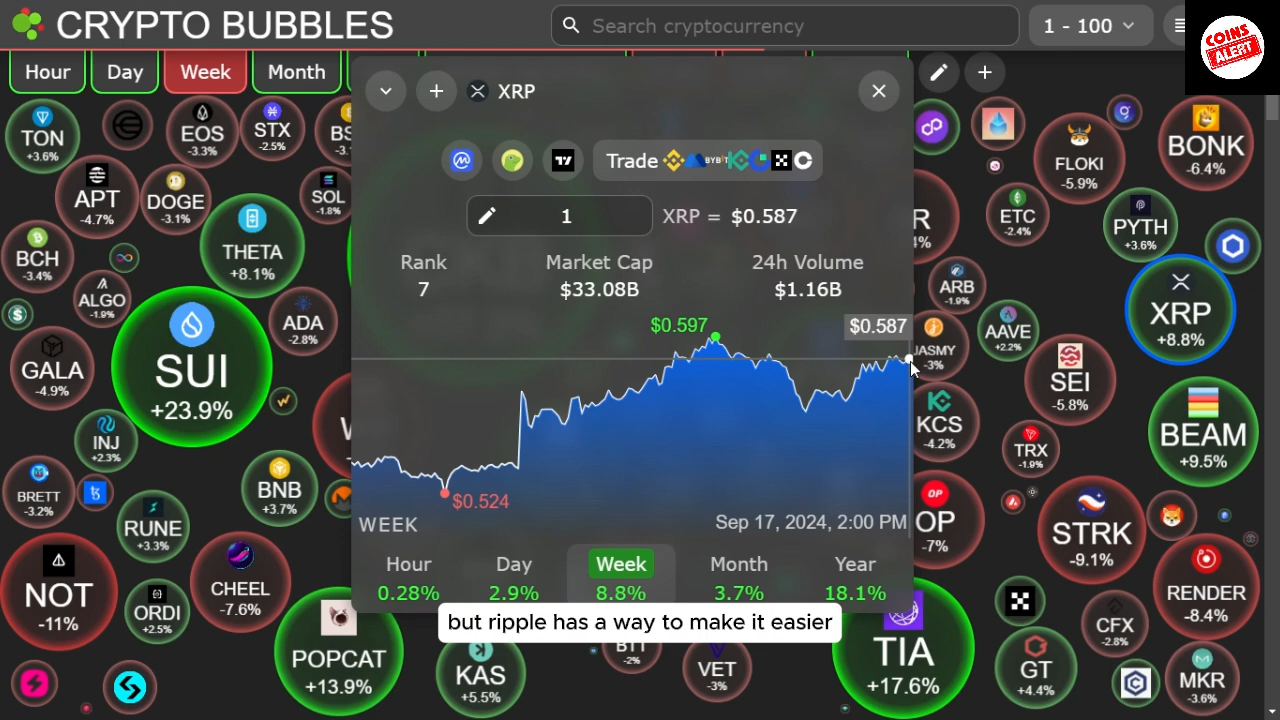 CRYPTO BUBBLES
Search cryptocurrency
1 - 100
COINS
ALERT
Hour
Day
Week
Month
XRP
Trade
BYBIT
1
XRP = $0.587
Rank
7
Market Cap
$33.08B
24h Volume
$1.16B
$0.597
$0.587
$0.524
WEEK
Sep 17, 2024, 2:00 PM
Hour
0.28%
Day
2.9%
Week
8.8%
Month
3.7%
Year
18.1%
but ripple has a way to make it easier
TON
+3.6%
EOS
-3.3%
STX
-2.5%
APT
-4.7%
DOGE
-3.1%
SOL
-1.8%
THETA
+8.1%
BCH
-3.4%
ALGO
-1.9%
ADA
-2.8%
SUI
+23.9%
GALA
-4.9%
INJ
+2.3%
BRETT
-3.2%
BNB
+3.7%
RUNE
+3.3%
NOT
-11%
CHEEL
-7.6%
ORDI
+2.5%
POPCAT
+13.9%
KAS
+5.5%
BTT
-2%
VET
-3%
TIA
+17.6%
FLOKI
-5.9%
BONK
-6.4%
ETC
-2.4%
PYTH
+3.6%
ARB
-1.9%
XRP
+8.8%
AAVE
+2.2%
JASMY
-3%
SEI
-5.8%
KCS
-4.2%
TRX
-1.9%
BEAM
+9.5%
OP
OP
-7%
STRK
-9.1%
RENDER
-8.4%
CFX
-2.8%
GT
+4.4%
MKR
-3.6%